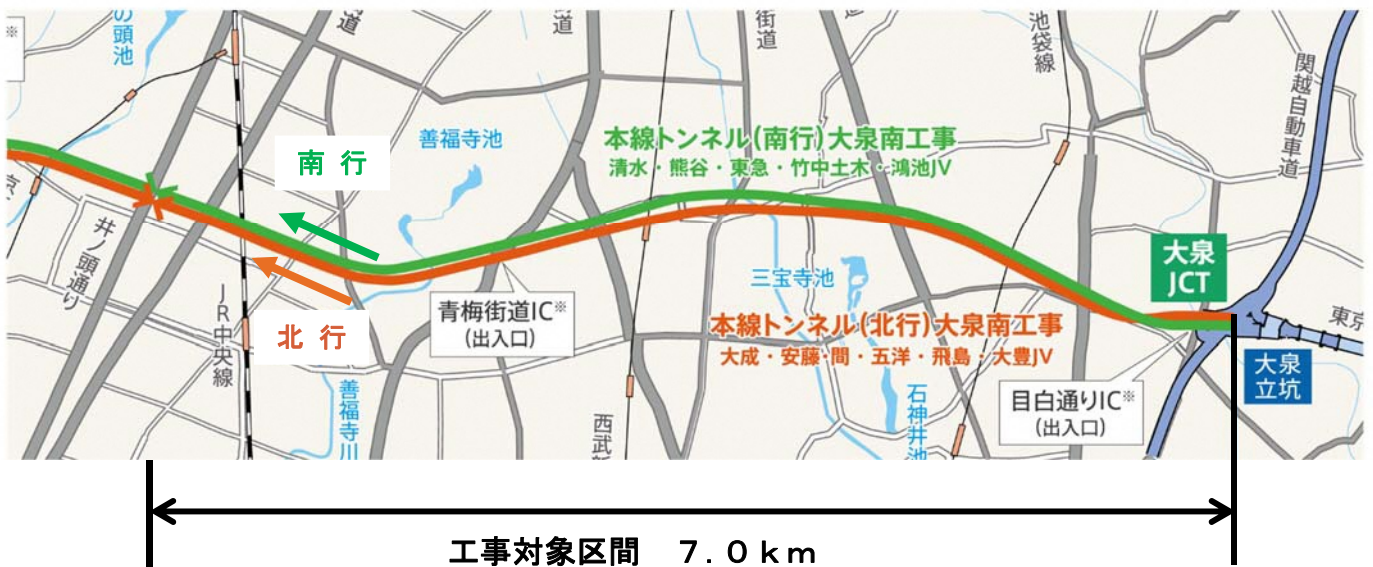 ※
の頭池
街道
道
街道
池袋線
関越自動車道
善福寺池
本線トンネル(南行)大泉南工事
清水・熊谷・東急・竹中土木・鴻池JV
南 行
井ノ頭通り
JR中央線
北 行
青梅街道IC※
(出入口)
三宝寺池
本線トンネル(北行)大泉南工事
大成・安藤・間・五洋・飛島・大豊JV
大泉
JCT
東京
大泉
立坑
目白通りIC※
(出入口)
善福寺川
西武新
石神井池
工事対象区間 7.0km